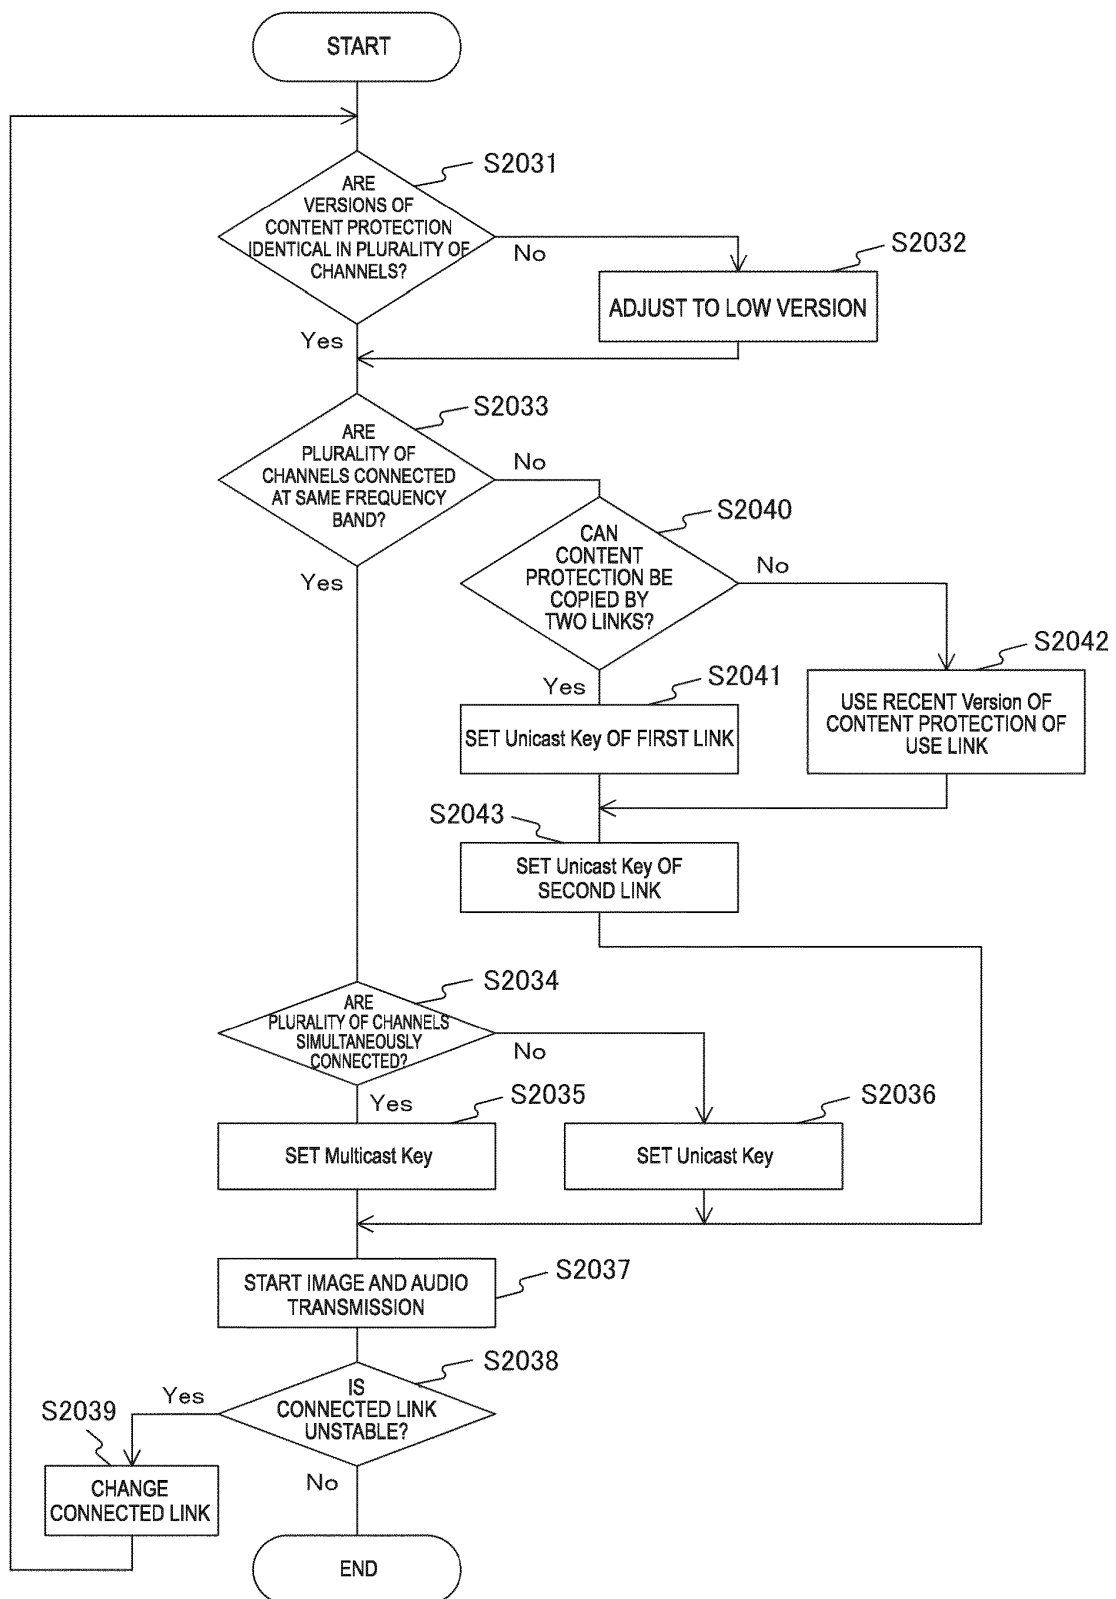 START
S2031
ARE
VERSIONS OF
CONTENT PROTECTION
IDENTICAL IN PLURALITY OF
CHANNELS?
No
S2032
ADJUST TO LOW VERSION
Yes
S2033
ARE
PLURALITY OF
CHANNELS CONNECTED
AT SAME FREQUENCY
BAND?
No
Yes
S2040
CAN
CONTENT
PROTECTION BE
COPIED BY
TWO LINKS?
No
Yes
S2041
SET Unicast Key OF FIRST LINK
S2042
USE RECENT Version OF
CONTENT PROTECTION OF
USE LINK
S2043
SET Unicast Key OF
SECOND LINK
S2034
ARE
PLURALITY OF CHANNELS
SIMULTANEOUSLY
CONNECTED?
No
Yes
S2035
SET Multicast Key
S2036
SET Unicast Key
S2037
START IMAGE AND AUDIO
TRANSMISSION
S2038
IS
CONNECTED LINK
UNSTABLE?
Yes
S2039
CHANGE
CONNECTED LINK
No
END